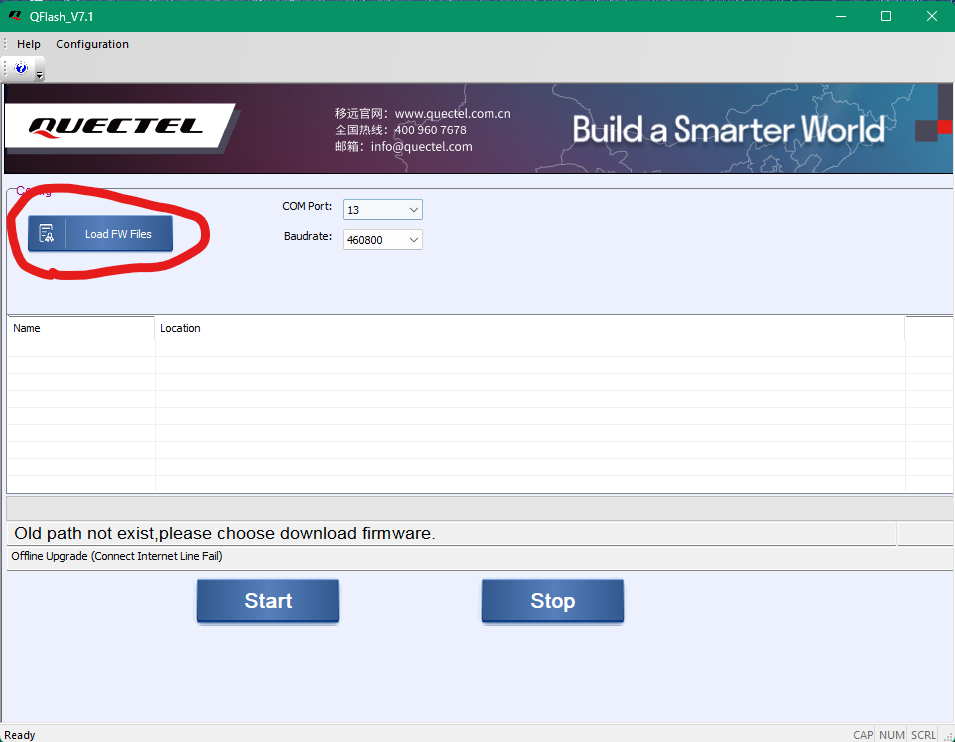 QFlash_V7.1
Help Configuration
QUECTEL
移远官网：www.quectel.com.cn
全国热线：400 960 7678
邮箱：info@quectel.com
Build a Smarter World
Config
Load FW Files
COM Port: 13
Baudrate: 460800
Name Location
Old path not exist,please choose download firmware.
Offline Upgrade (Connect Internet Line Fail)
Start Stop
Ready CAP NUM SCRL